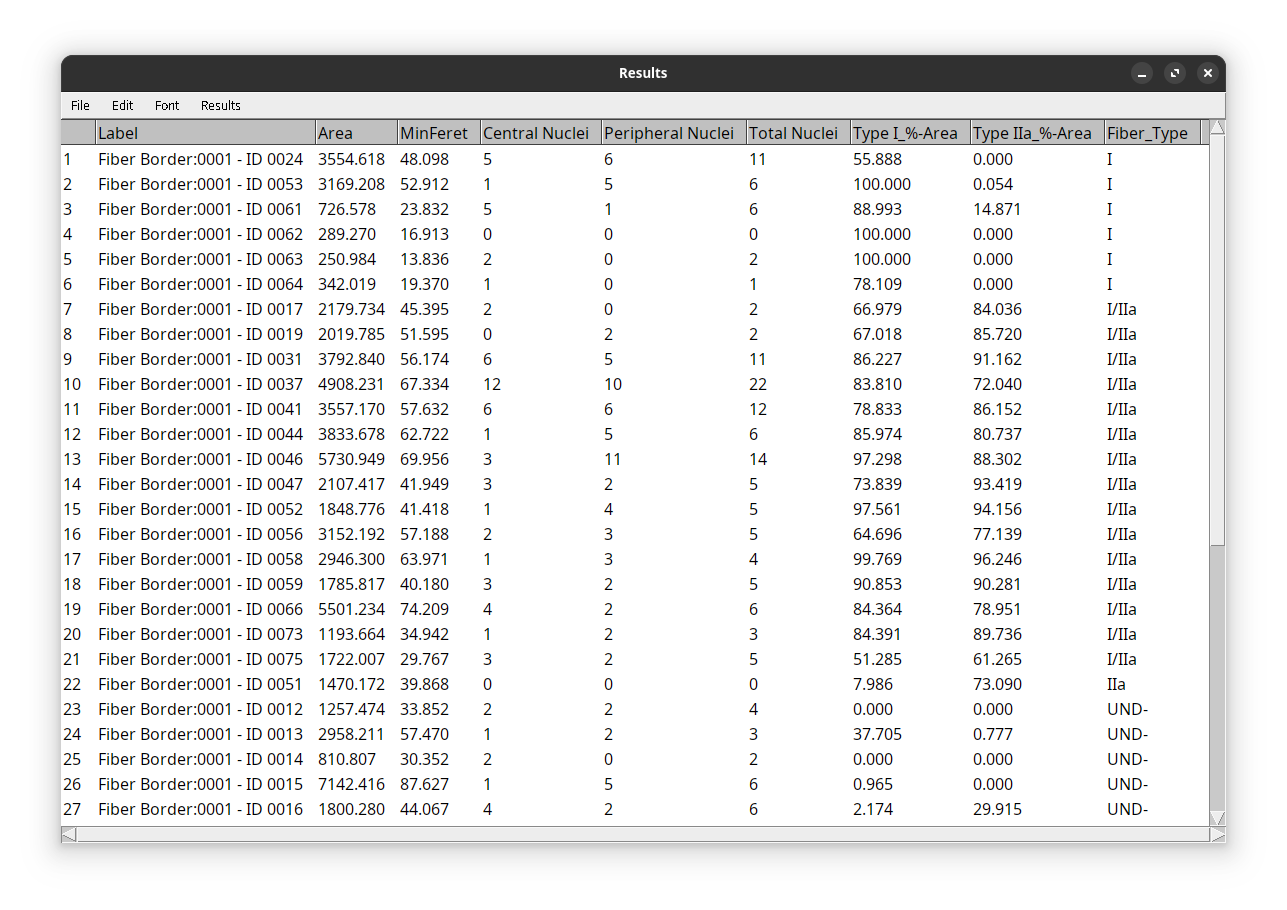 Results
File Edit Font Results
Label Area MinFeret Central Nuclei Peripheral Nuclei Total Nuclei Type I_%-Area Type IIa_%-Area Fiber_Type
1 Fiber Border:0001 - ID 0024 3554.618 48.098 5 6 11 55.888 0.000 I
2 Fiber Border:0001 - ID 0053 3169.208 52.912 1 5 6 100.000 0.054 I
3 Fiber Border:0001 - ID 0061 726.578 23.832 5 1 6 88.993 14.871 I
4 Fiber Border:0001 - ID 0062 289.270 16.913 0 0 0 100.000 0.000 I
5 Fiber Border:0001 - ID 0063 250.984 13.836 2 0 2 100.000 0.000 I
6 Fiber Border:0001 - ID 0064 342.019 19.370 1 0 1 78.109 0.000 I
7 Fiber Border:0001 - ID 0017 2179.734 45.395 2 0 2 66.979 84.036 I/IIa
8 Fiber Border:0001 - ID 0019 2019.785 51.595 0 2 2 67.018 85.720 I/IIa
9 Fiber Border:0001 - ID 0031 3792.840 56.174 6 5 11 86.227 91.162 I/IIa
10 Fiber Border:0001 - ID 0037 4908.231 67.334 12 10 22 83.810 72.040 I/IIa
11 Fiber Border:0001 - ID 0041 3557.170 57.632 6 6 12 78.833 86.152 I/IIa
12 Fiber Border:0001 - ID 0044 3833.678 62.722 1 5 6 85.974 80.737 I/IIa
13 Fiber Border:0001 - ID 0046 5730.949 69.956 3 11 14 97.298 88.302 I/IIa
14 Fiber Border:0001 - ID 0047 2107.417 41.949 3 2 5 73.839 93.419 I/IIa
15 Fiber Border:0001 - ID 0052 1848.776 41.418 1 4 5 97.561 94.156 I/IIa
16 Fiber Border:0001 - ID 0056 3152.192 57.188 2 3 5 64.696 77.139 I/IIa
17 Fiber Border:0001 - ID 0058 2946.300 63.971 1 3 4 99.769 96.246 I/IIa
18 Fiber Border:0001 - ID 0059 1785.817 40.180 3 2 5 90.853 90.281 I/IIa
19 Fiber Border:0001 - ID 0066 5501.234 74.209 4 2 6 84.364 78.951 I/IIa
20 Fiber Border:0001 - ID 0073 1193.664 34.942 1 2 3 84.391 89.736 I/IIa
21 Fiber Border:0001 - ID 0075 1722.007 29.767 3 2 5 51.285 61.265 I/IIa
22 Fiber Border:0001 - ID 0051 1470.172 39.868 0 0 0 7.986 73.090 IIa
23 Fiber Border:0001 - ID 0012 1257.474 33.852 2 2 4 0.000 0.000 UND-
24 Fiber Border:0001 - ID 0013 2958.211 57.470 1 2 3 37.705 0.777 UND-
25 Fiber Border:0001 - ID 0014 810.807 30.352 2 0 2 0.000 0.000 UND-
26 Fiber Border:0001 - ID 0015 7142.416 87.627 1 5 6 0.965 0.000 UND-
27 Fiber Border:0001 - ID 0016 1800.280 44.067 4 2 6 2.174 29.915 UND-